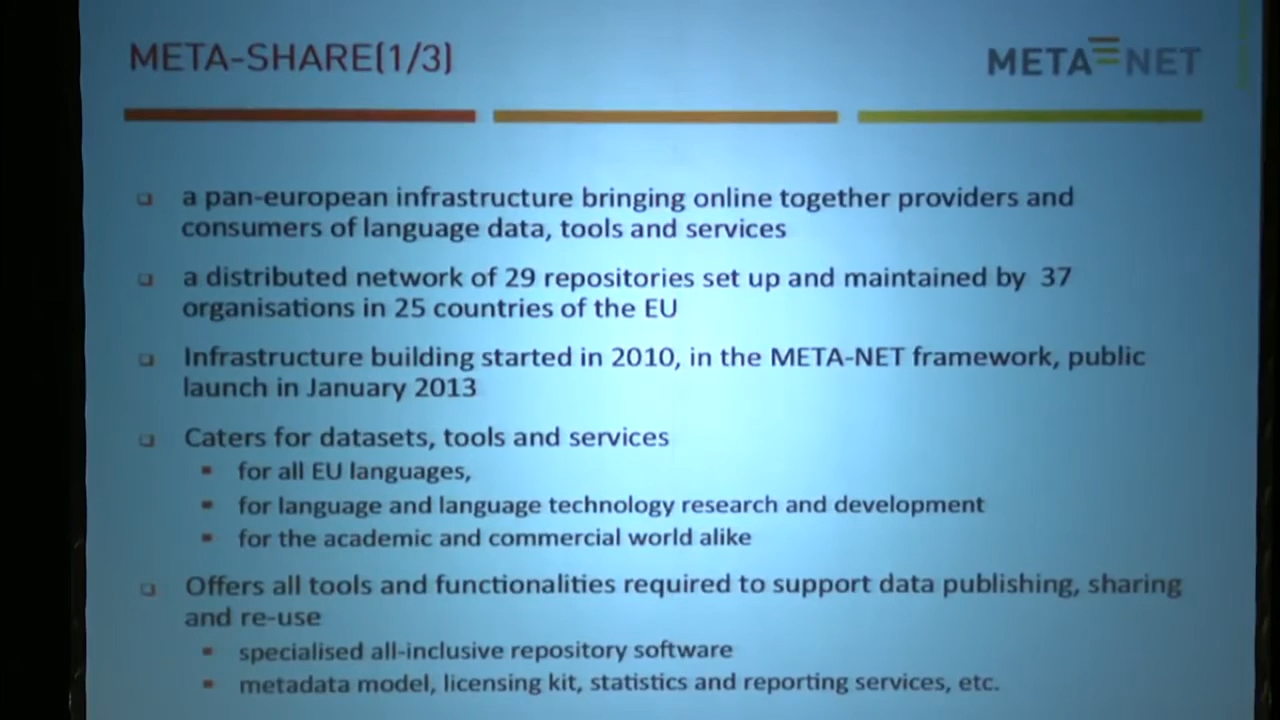 META-SHARE(1/3)
META NET
a pan-european infrastructure bringing online together providers and
consumers of language data, tools and services
a distributed network of 29 repositories set up and maintained by 37
organisations in 25 countries of the EU
Infrastructure building started in 2010, in the META-NET framework, public
launch in January 2013
Caters for datasets, tools and services
for all EU languages,
for language and language technology research and development
for the academic and commercial world alike
Offers all tools and functionalities required to support data publishing, sharing
and re-use
specialised all-inclusive repository software
metadata model, licensing kit, statistics and reporting services, etc.